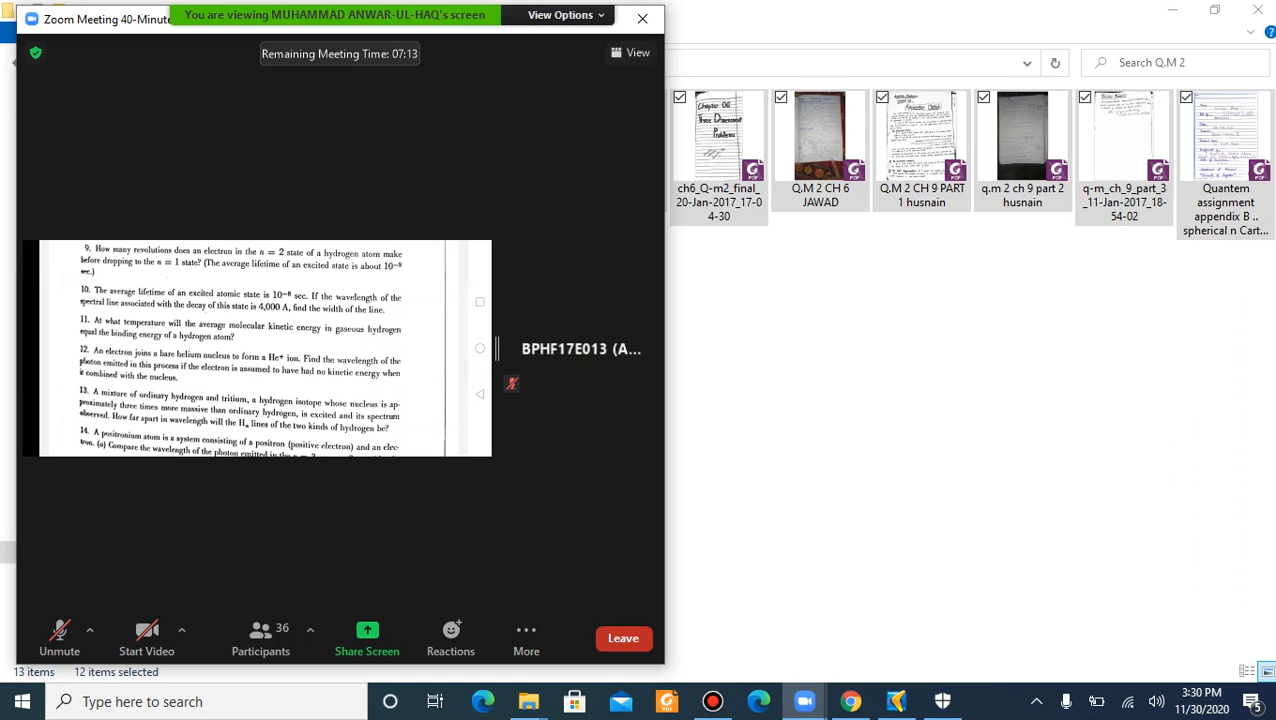 Zoom Meeting 40-Minute
You are viewing MUHAMMAD ANWAR-UL-HAQ's screen
View Options
Remaining Meeting Time: 07:13
View
Search Q.M 2
9. How many revolutions does an electron in the n = 2 state of a hydrogen atom make
before dropping to the n = 1 state? (The average lifetime of an excited state is about 10⁻⁸
sec.)
10. The average lifetime of an excited atomic state is 10⁻⁸ sec. If the wavelength of the
spectral line associated with the decay of this state is 4,000 A, find the width of the line.
11. At what temperature will the average molecular kinetic energy in gaseous hydrogen
equal the binding energy of a hydrogen atom?
12. An electron joins a bare helium nucleus to form a He⁺ ion. Find the wavelength of the
photon emitted in this process if the electron is assumed to have had no kinetic energy when
it combined with the nucleus.
13. A mixture of ordinary hydrogen and tritium, a hydrogen isotope whose nucleus is ap-
proximately three times more massive than ordinary hydrogen, is excited and its spectrum
observed. How far apart in wavelength will the Hα lines of the two kinds of hydrogen be?
14. A positronium atom is a system consisting of a positron (positive electron) and an elec-
tron. (a) Compare the wavelength of the photon emitted in the
BPHF17E013 (A...
Chapter 06
Three Dimension
Problems
PDF
PDF
PDF
PDF
PDF
PDF
ch6_Q-m2_final_
20-Jan-2017_17-0
4-30
Q.M 2 CH 6
JAWAD
Q.M 2 CH 9 PART
1 husnain
q.m 2 ch 9 part 2
husnain
q-m_ch_9_part_3
_11-Jan-2017_18-
54-02
Quantem
assignment
appendix B ..
spherical n Cart...
Unmute
Start Video
36
Participants
Share Screen
Reactions
More
Leave
13 items
12 items selected
Type here to search
3:30 PM
11/30/2020
5